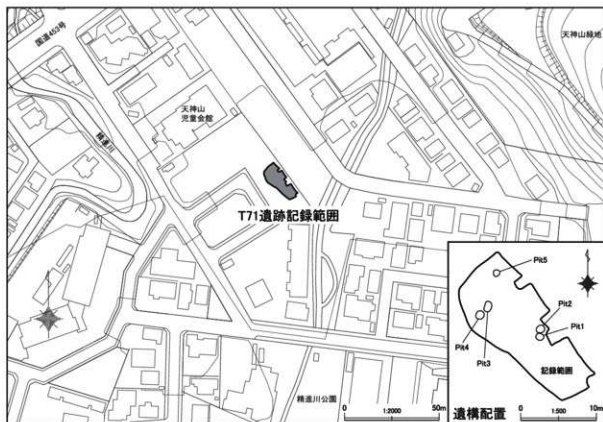 国道453号
天神山緑地
天神山
児童会館
精進川
T71遺跡記録範囲
Pit5
Pit2
Pit1
Pit4
Pit3
記録範囲
精進川公園
0 1:2000 50m
遺構配置
0 1:500 10m